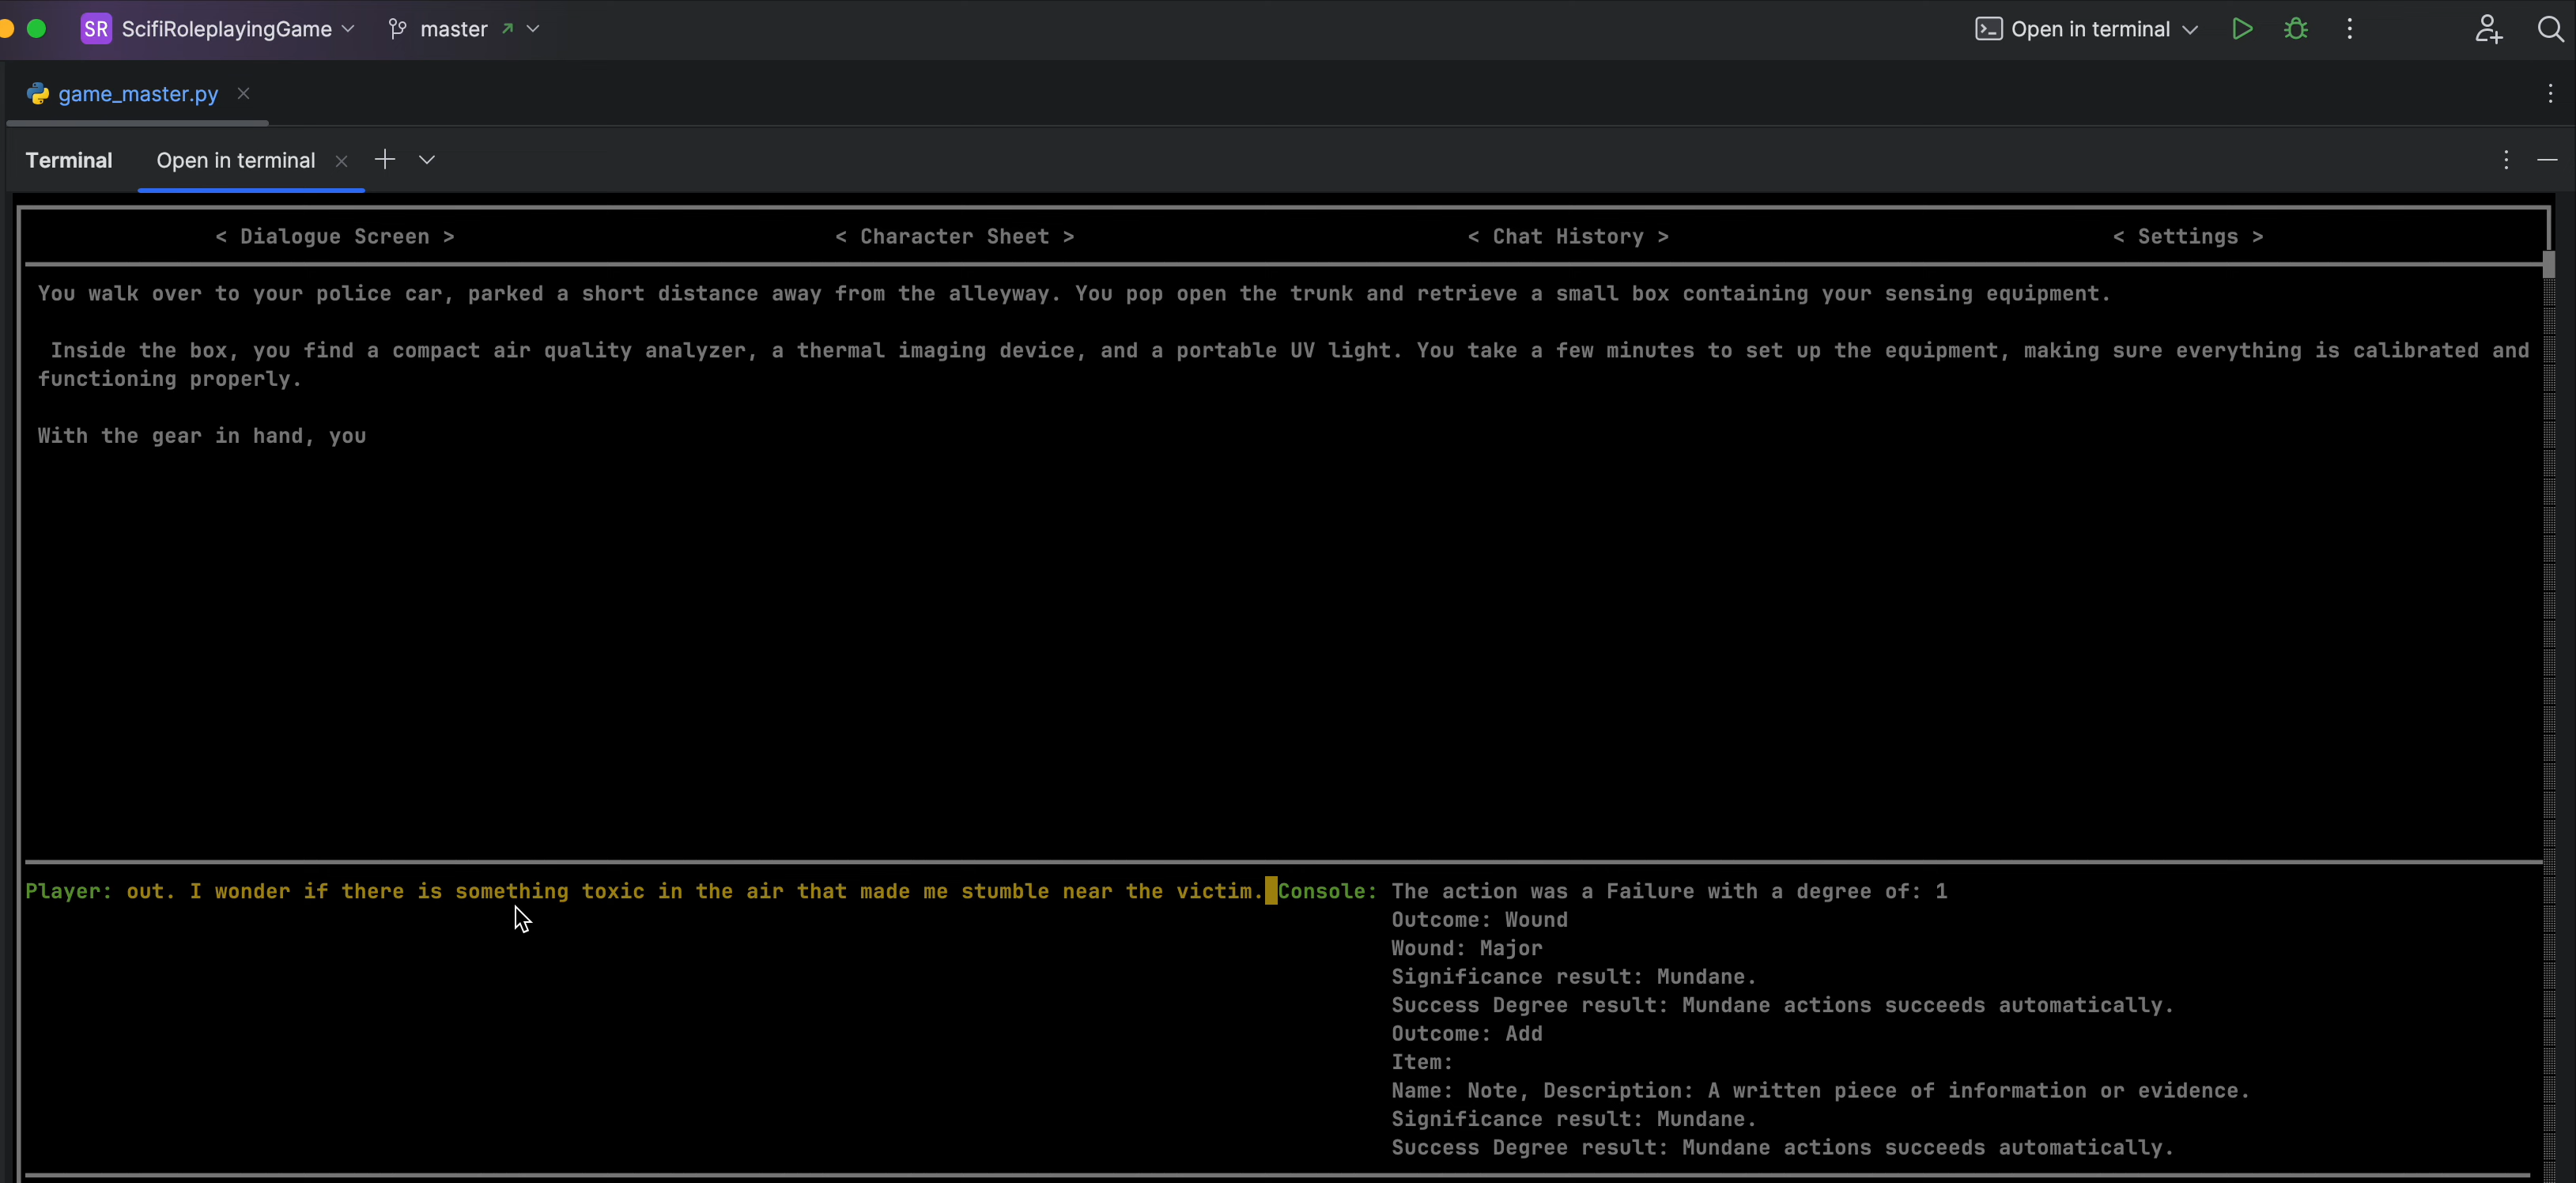 SR ScifiRoleplayingGame master Open in terminal
game_master.py
Terminal Open in terminal
< Dialogue Screen > < Character Sheet > < Chat History > < Settings >
You walk over to your police car, parked a short distance away from the alleyway. You pop open the trunk and retrieve a small box containing your sensing equipment.
Inside the box, you find a compact air quality analyzer, a thermal imaging device, and a portable UV light. You take a few minutes to set up the equipment, making sure everything is calibrated and
functioning properly.
With the gear in hand, you
Player: out. I wonder if there is something toxic in the air that made me stumble near the victim. Console: The action was a Failure with a degree of: 1
Outcome: Wound
Wound: Major
Significance result: Mundane.
Success Degree result: Mundane actions succeeds automatically.
Outcome: Add
Item:
Name: Note, Description: A written piece of information or evidence.
Significance result: Mundane.
Success Degree result: Mundane actions succeeds automatically.